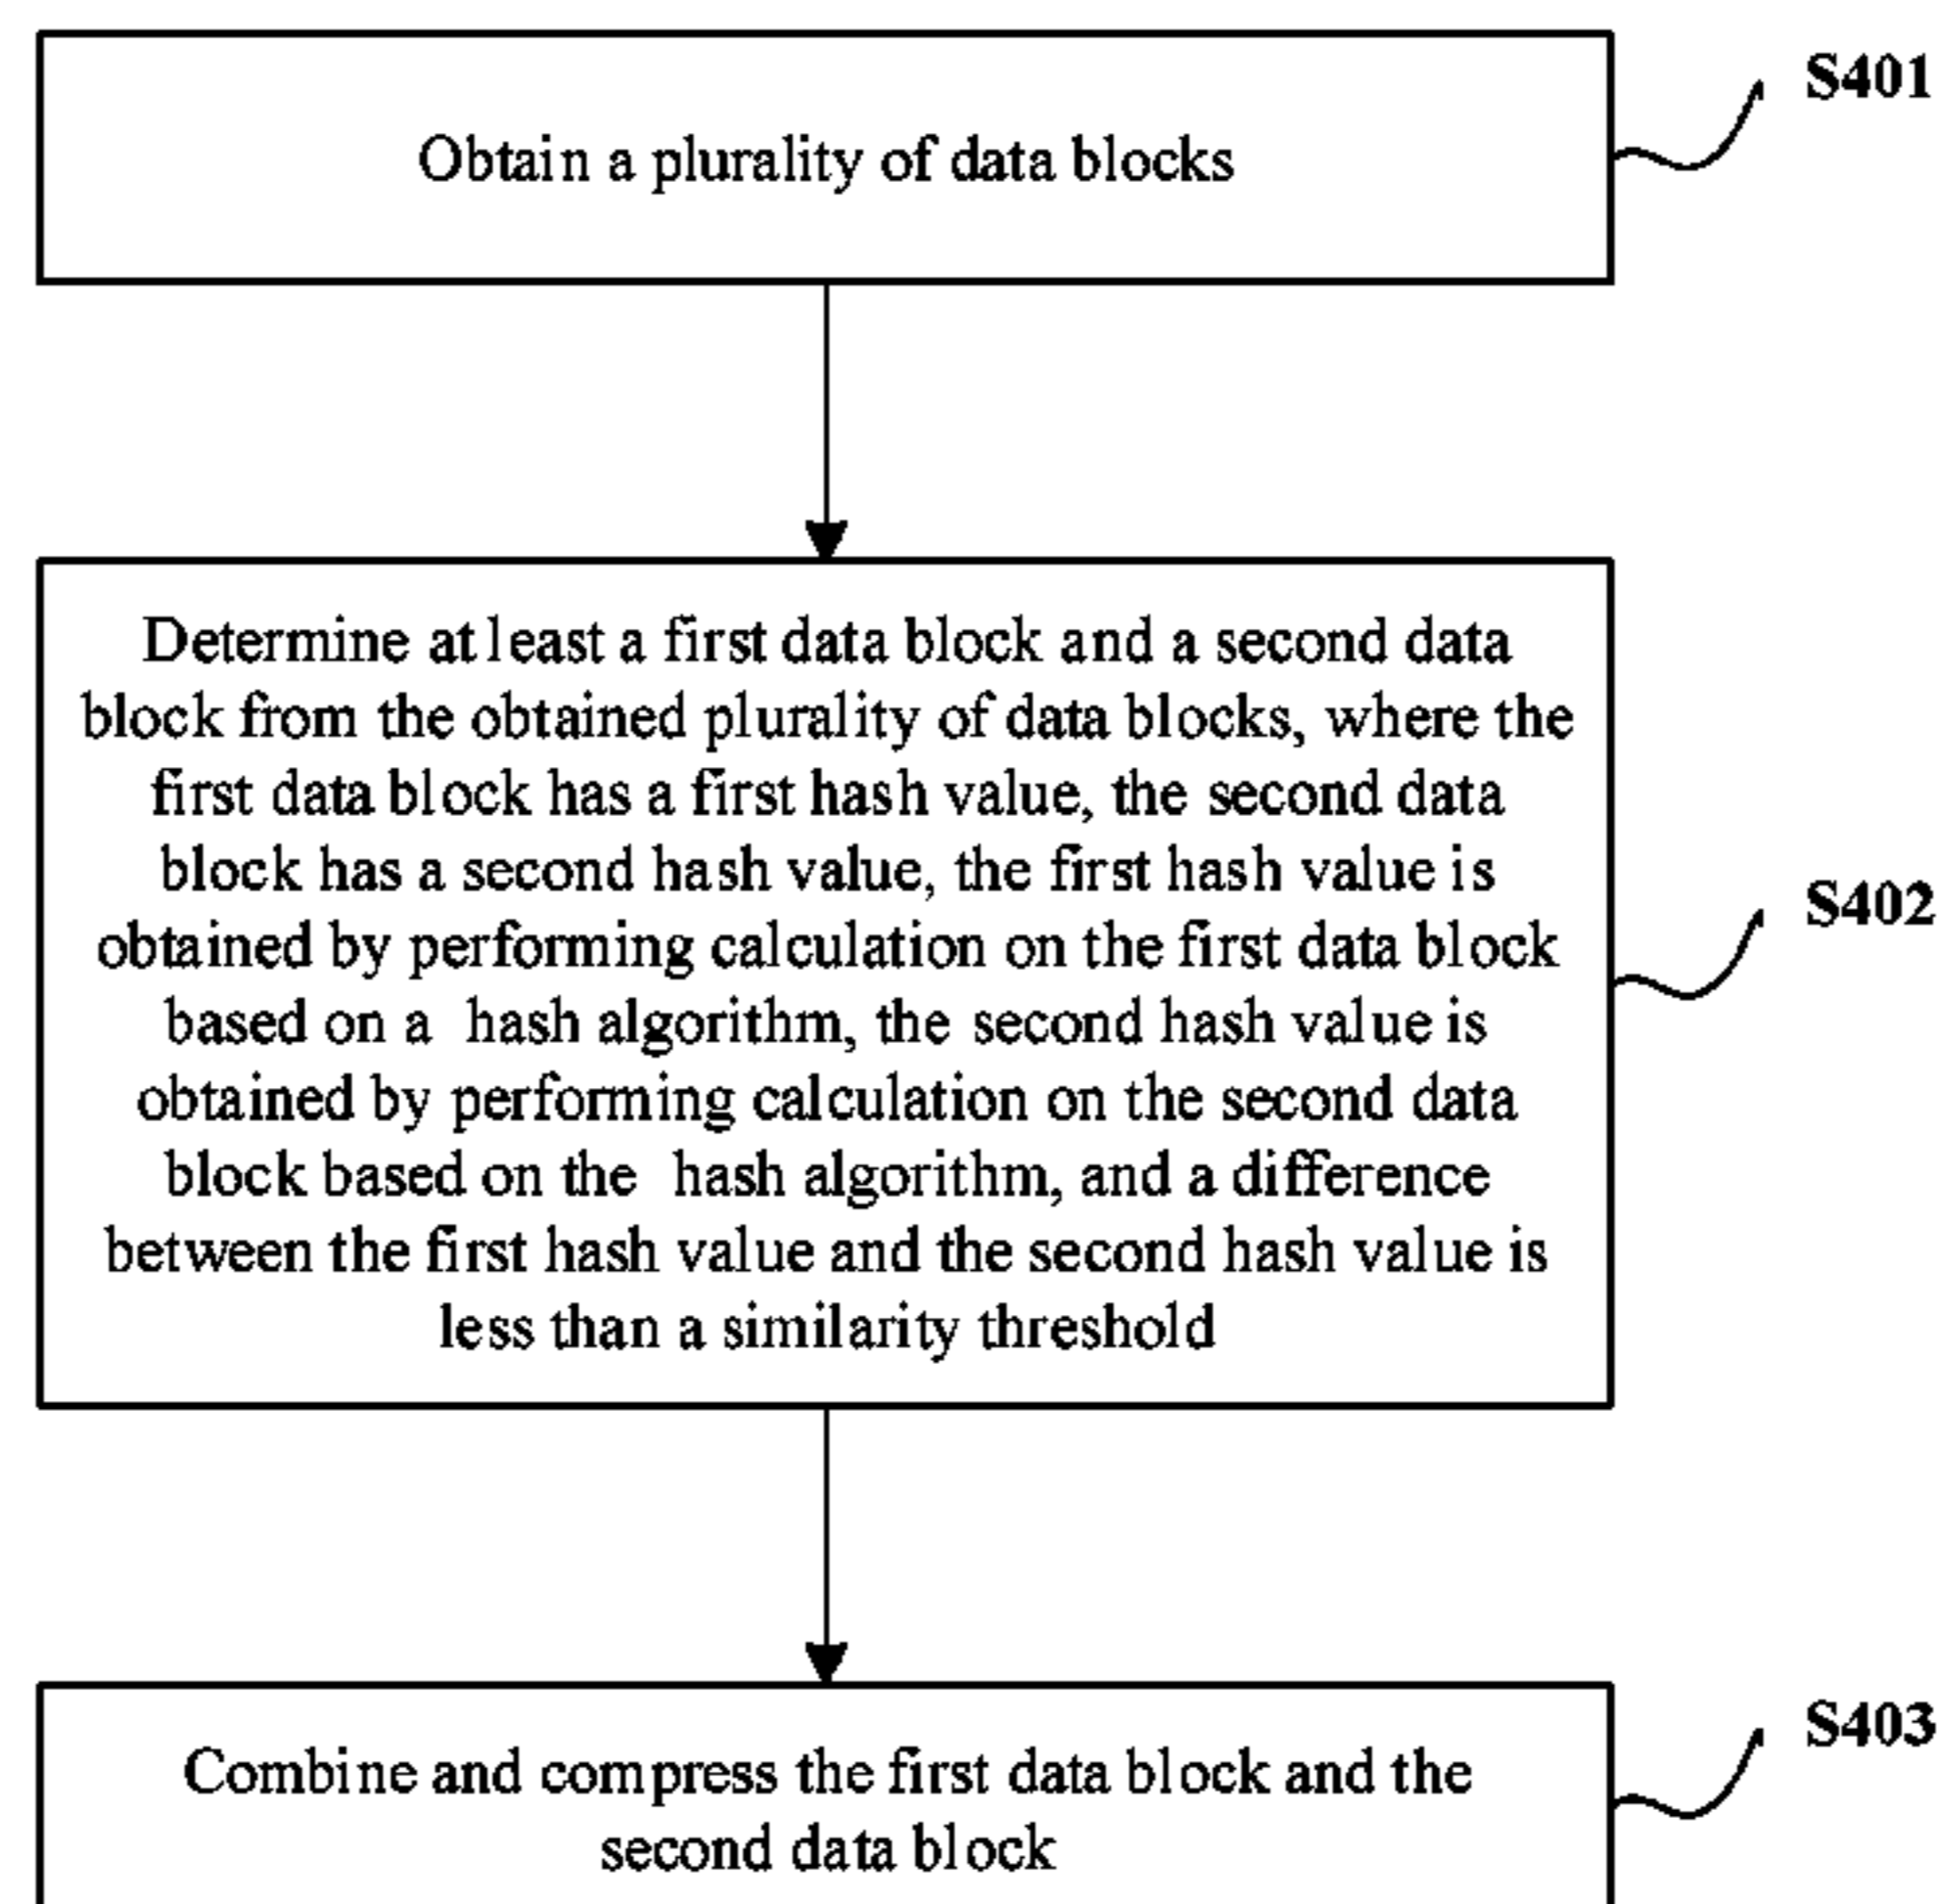 Obtain a plurality of data blocks
S401
Determine at least a first data block and a second data
block from the obtained plurality of data blocks, where the
first data block has a first hash value, the second data
block has a second hash value, the first hash value is
obtained by performing calculation on the first data block
based on a hash algorithm, the second hash value is
obtained by performing calculation on the second data
block based on the hash algorithm, and a difference
between the first hash value and the second hash value is
less than a similarity threshold
S402
Combine and compress the first data block and the
second data block
S403